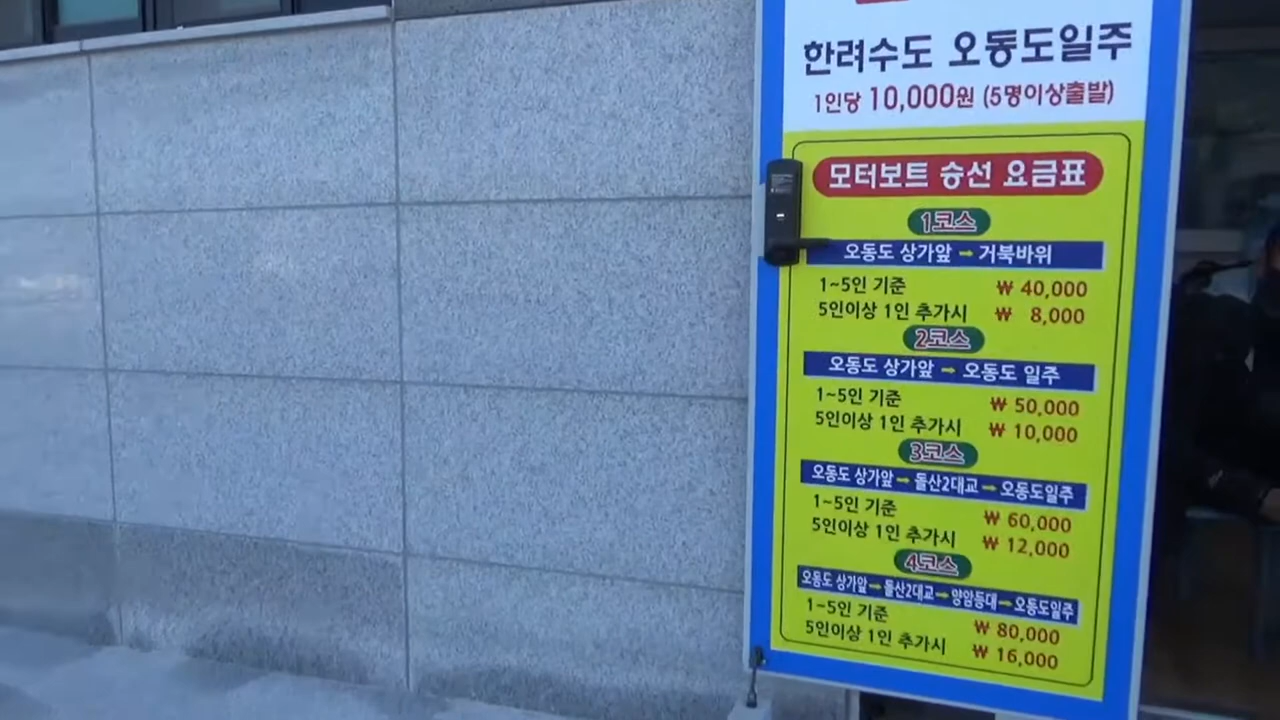 한려수도 오동도일주
1인당 10,000원 (5명이상출발)
모터보트 승선 요금표
1코스
오동도 상가앞 → 거북바위
1~5인 기준 ₩ 40,000
5인이상 1인 추가시 ₩ 8,000
2코스
오동도 상가앞 → 오동도 일주
1~5인 기준 ₩ 50,000
5인이상 1인 추가시 ₩ 10,000
3코스
오동도 상가앞 → 돌산2대교 → 오동도일주
1~5인 기준 ₩ 60,000
5인이상 1인 추가시 ₩ 12,000
4코스
오동도 상가앞 → 돌산2대교 → 양암등대 → 오동도일주
1~5인 기준 ₩ 80,000
5인이상 1인 추가시 ₩ 16,000